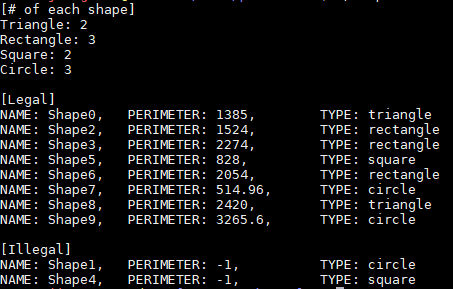 [# of each shape]
Triangle: 2
Rectangle: 3
Square: 2
Circle: 3
[Legal]
NAME: Shape0, PERIMETER: 1385, TYPE: triangle
NAME: Shape2, PERIMETER: 1524, TYPE: rectangle
NAME: Shape3, PERIMETER: 2274, TYPE: rectangle
NAME: Shape5, PERIMETER: 828, TYPE: square
NAME: Shape6, PERIMETER: 2054, TYPE: rectangle
NAME: Shape7, PERIMETER: 514.96, TYPE: circle
NAME: Shape8, PERIMETER: 2420, TYPE: triangle
NAME: Shape9, PERIMETER: 3265.6, TYPE: circle
[Illegal]
NAME: Shape1, PERIMETER: -1, TYPE: circle
NAME: Shape4, PERIMETER: -1, TYPE: square